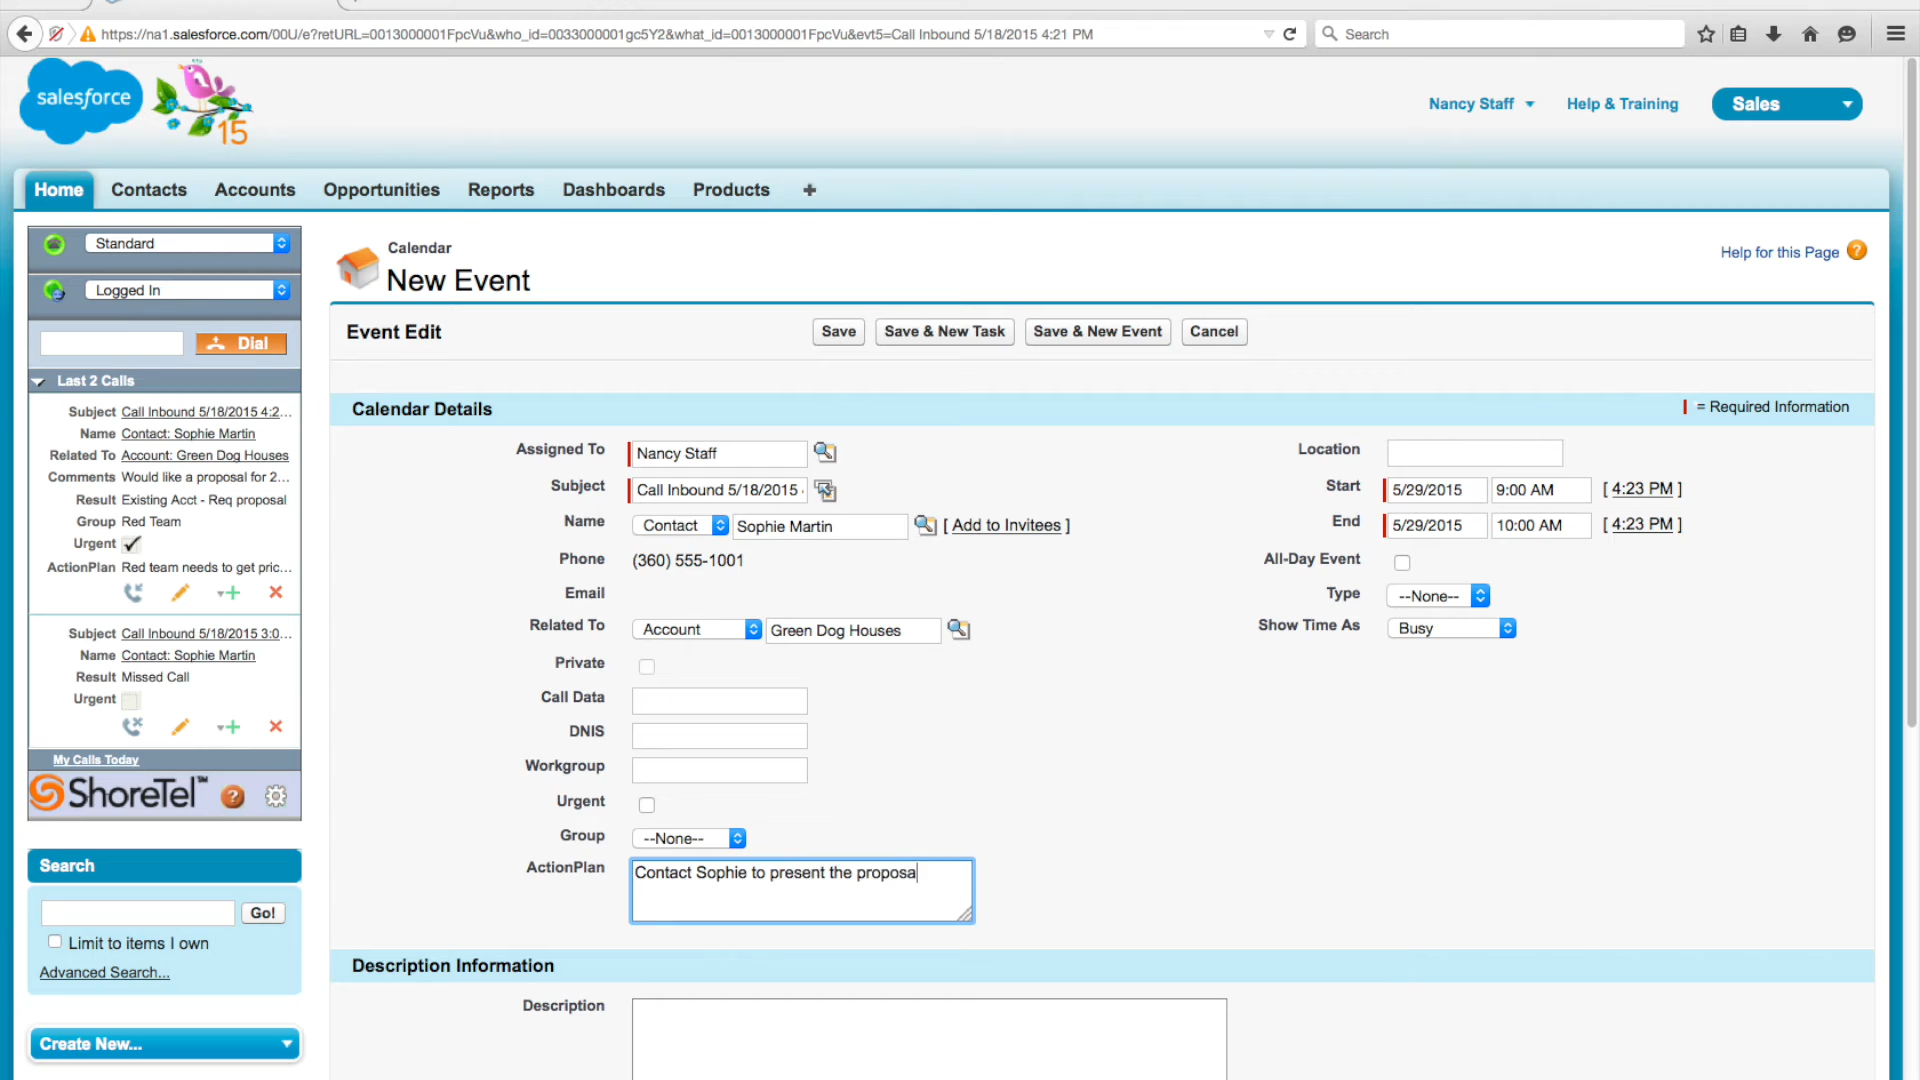 https://na1.salesforce.com/00U/e?retURL=0013000001FpcVu&who_id=0033000001gc5Y2&what_id=0013000001FpcVu&evt5=Call Inbound 5/18/2015 4:21 PM
Search
salesforce
15
Nancy Staff
Help & Training
Sales
Home
Contacts
Accounts
Opportunities
Reports
Dashboards
Products
Standard
Logged In
Dial
Last 2 Calls
Subject Call Inbound 5/18/2015 4:2...
Name Contact: Sophie Martin
Related To Account: Green Dog Houses
Comments Would like a proposal for 2...
Result Existing Acct - Req proposal
Group Red Team
Urgent
ActionPlan Red team needs to get pric...
Subject Call Inbound 5/18/2015 3:0...
Name Contact: Sophie Martin
Result Missed Call
Urgent
My Calls Today
ShoreTel™
Search
Go!
Limit to items I own
Advanced Search...
Create New...
Calendar
New Event
Help for this Page
Event Edit
Save
Save & New Task
Save & New Event
Cancel
Calendar Details
= Required Information
Assigned To Nancy Staff
Subject Call Inbound 5/18/2015
Name Contact Sophie Martin [ Add to Invitees ]
Phone (360) 555-1001
Email
Related To Account Green Dog Houses
Private
Call Data
DNIS
Workgroup
Urgent
Group --None--
ActionPlan Contact Sophie to present the proposa
Location
Start 5/29/2015 9:00 AM [ 4:23 PM ]
End 5/29/2015 10:00 AM [ 4:23 PM ]
All-Day Event
Type --None--
Show Time As Busy
Description Information
Description